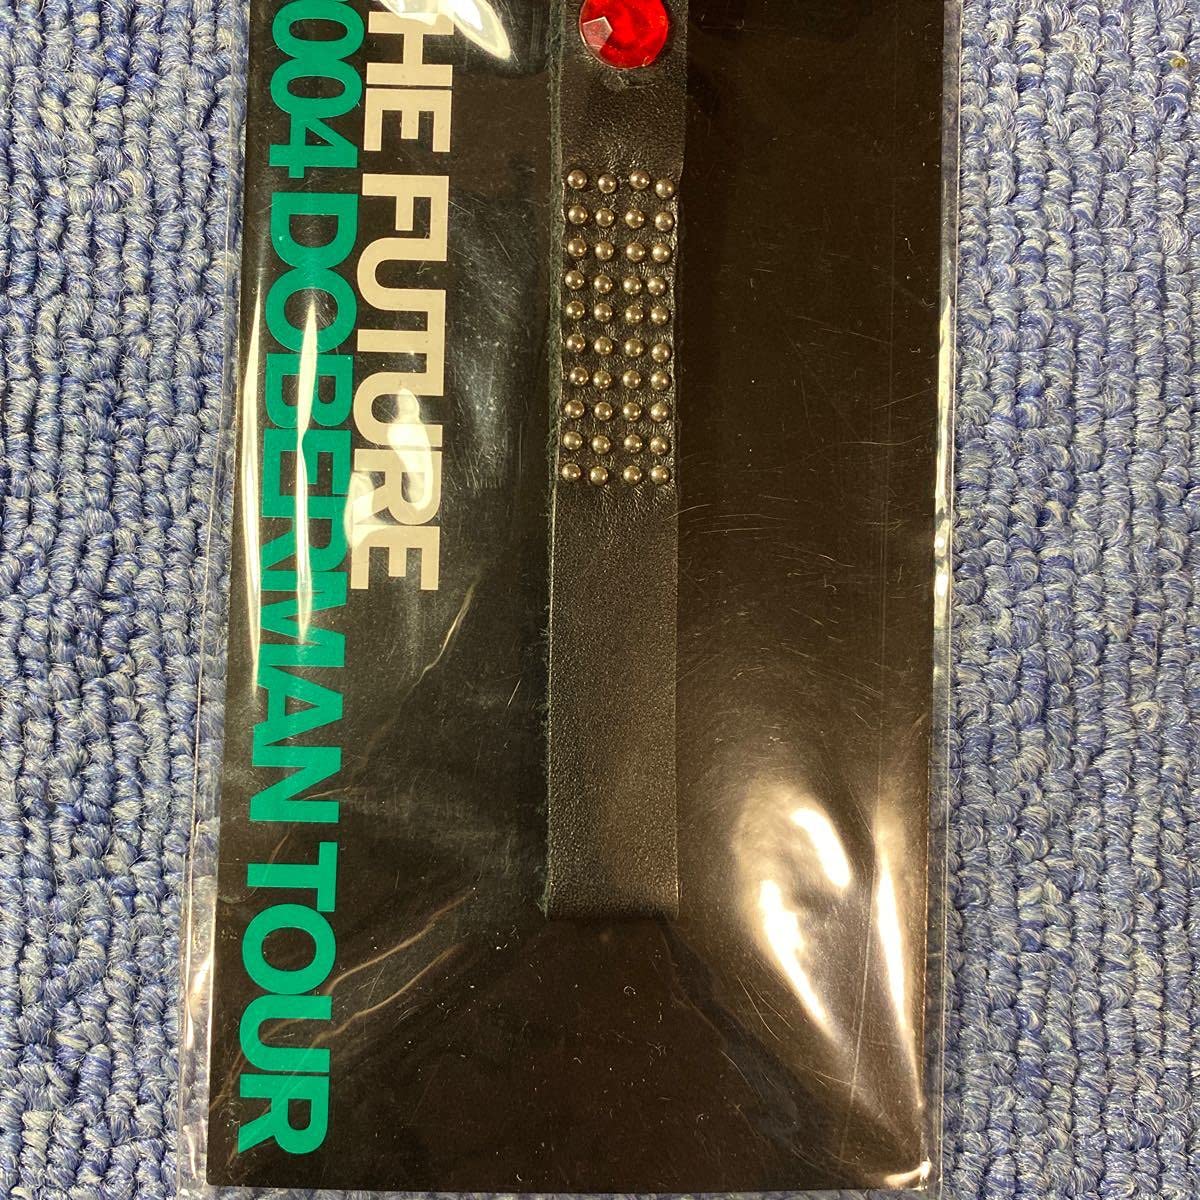 HE FUTURE
004 DOBERMAN TOUR